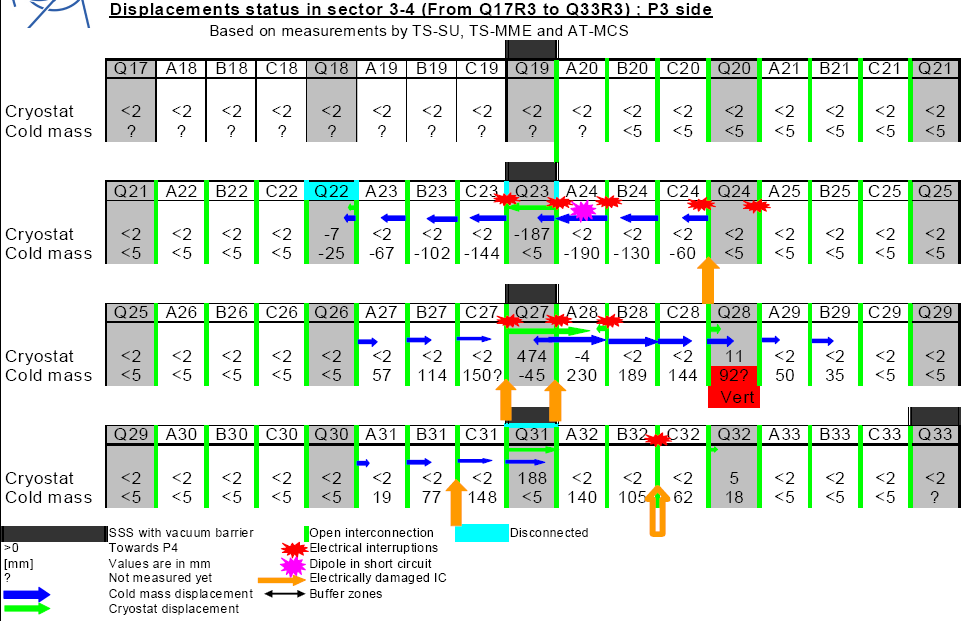 Displacements status in sector 3-4 (From Q17R3 to Q33R3) ; P3 side
Based on measurements by TS-SU, TS-MME and AT-MCS
Q17 A18 B18 C18 Q18 A19 B19 C19 Q19 A20 B20 C20 Q20 A21 B21 C21 Q21
Cryostat <2 <2 <2 <2 <2 <2 <2 <2 <2 <2 <2 <2 <2 <2 <2 <2 <2
Cold mass ? ? ? ? ? ? ? ? ? ? <5 <5 <5 <5 <5 <5 <5
Q21 A22 B22 C22 Q22 A23 B23 C23 Q23 A24 B24 C24 Q24 A25 B25 C25 Q25
Cryostat <2 <2 <2 <2 -7 <2 <2 <2 -187 <2 <2 <2 <2 <2 <2 <2 <2
Cold mass <5 <5 <5 <5 -25 -67 -102 -144 <5 -190 -130 -60 <5 <5 <5 <5 <5
Q25 A26 B26 C26 Q26 A27 B27 C27 Q27 A28 B28 C28 Q28 A29 B29 C29 Q29
Cryostat <2 <2 <2 <2 <2 <2 <2 <2 474 -4 <2 <2 11 <2 <2 <2 <2
Cold mass <5 <5 <5 <5 <5 57 114 150? -45 230 189 144 92? 50 35 <5 <5
Vert
Q29 A30 B30 C30 Q30 A31 B31 C31 Q31 A32 B32 C32 Q32 A33 B33 C33 Q33
Cryostat <2 <2 <2 <2 <2 <2 <2 <2 188 <2 <2 <2 5 <2 <2 <2 <2
Cold mass <5 <5 <5 <5 <5 19 77 148 <5 140 105 62 18 <5 <5 <5 ?
SSS with vacuum barrier Open interconnection Disconnected
>0 Towards P4 Electrical interruptions
[mm] Values are in mm Dipole in short circuit
? Not measured yet Electrically damaged IC
Cold mass displacement Buffer zones
Cryostat displacement